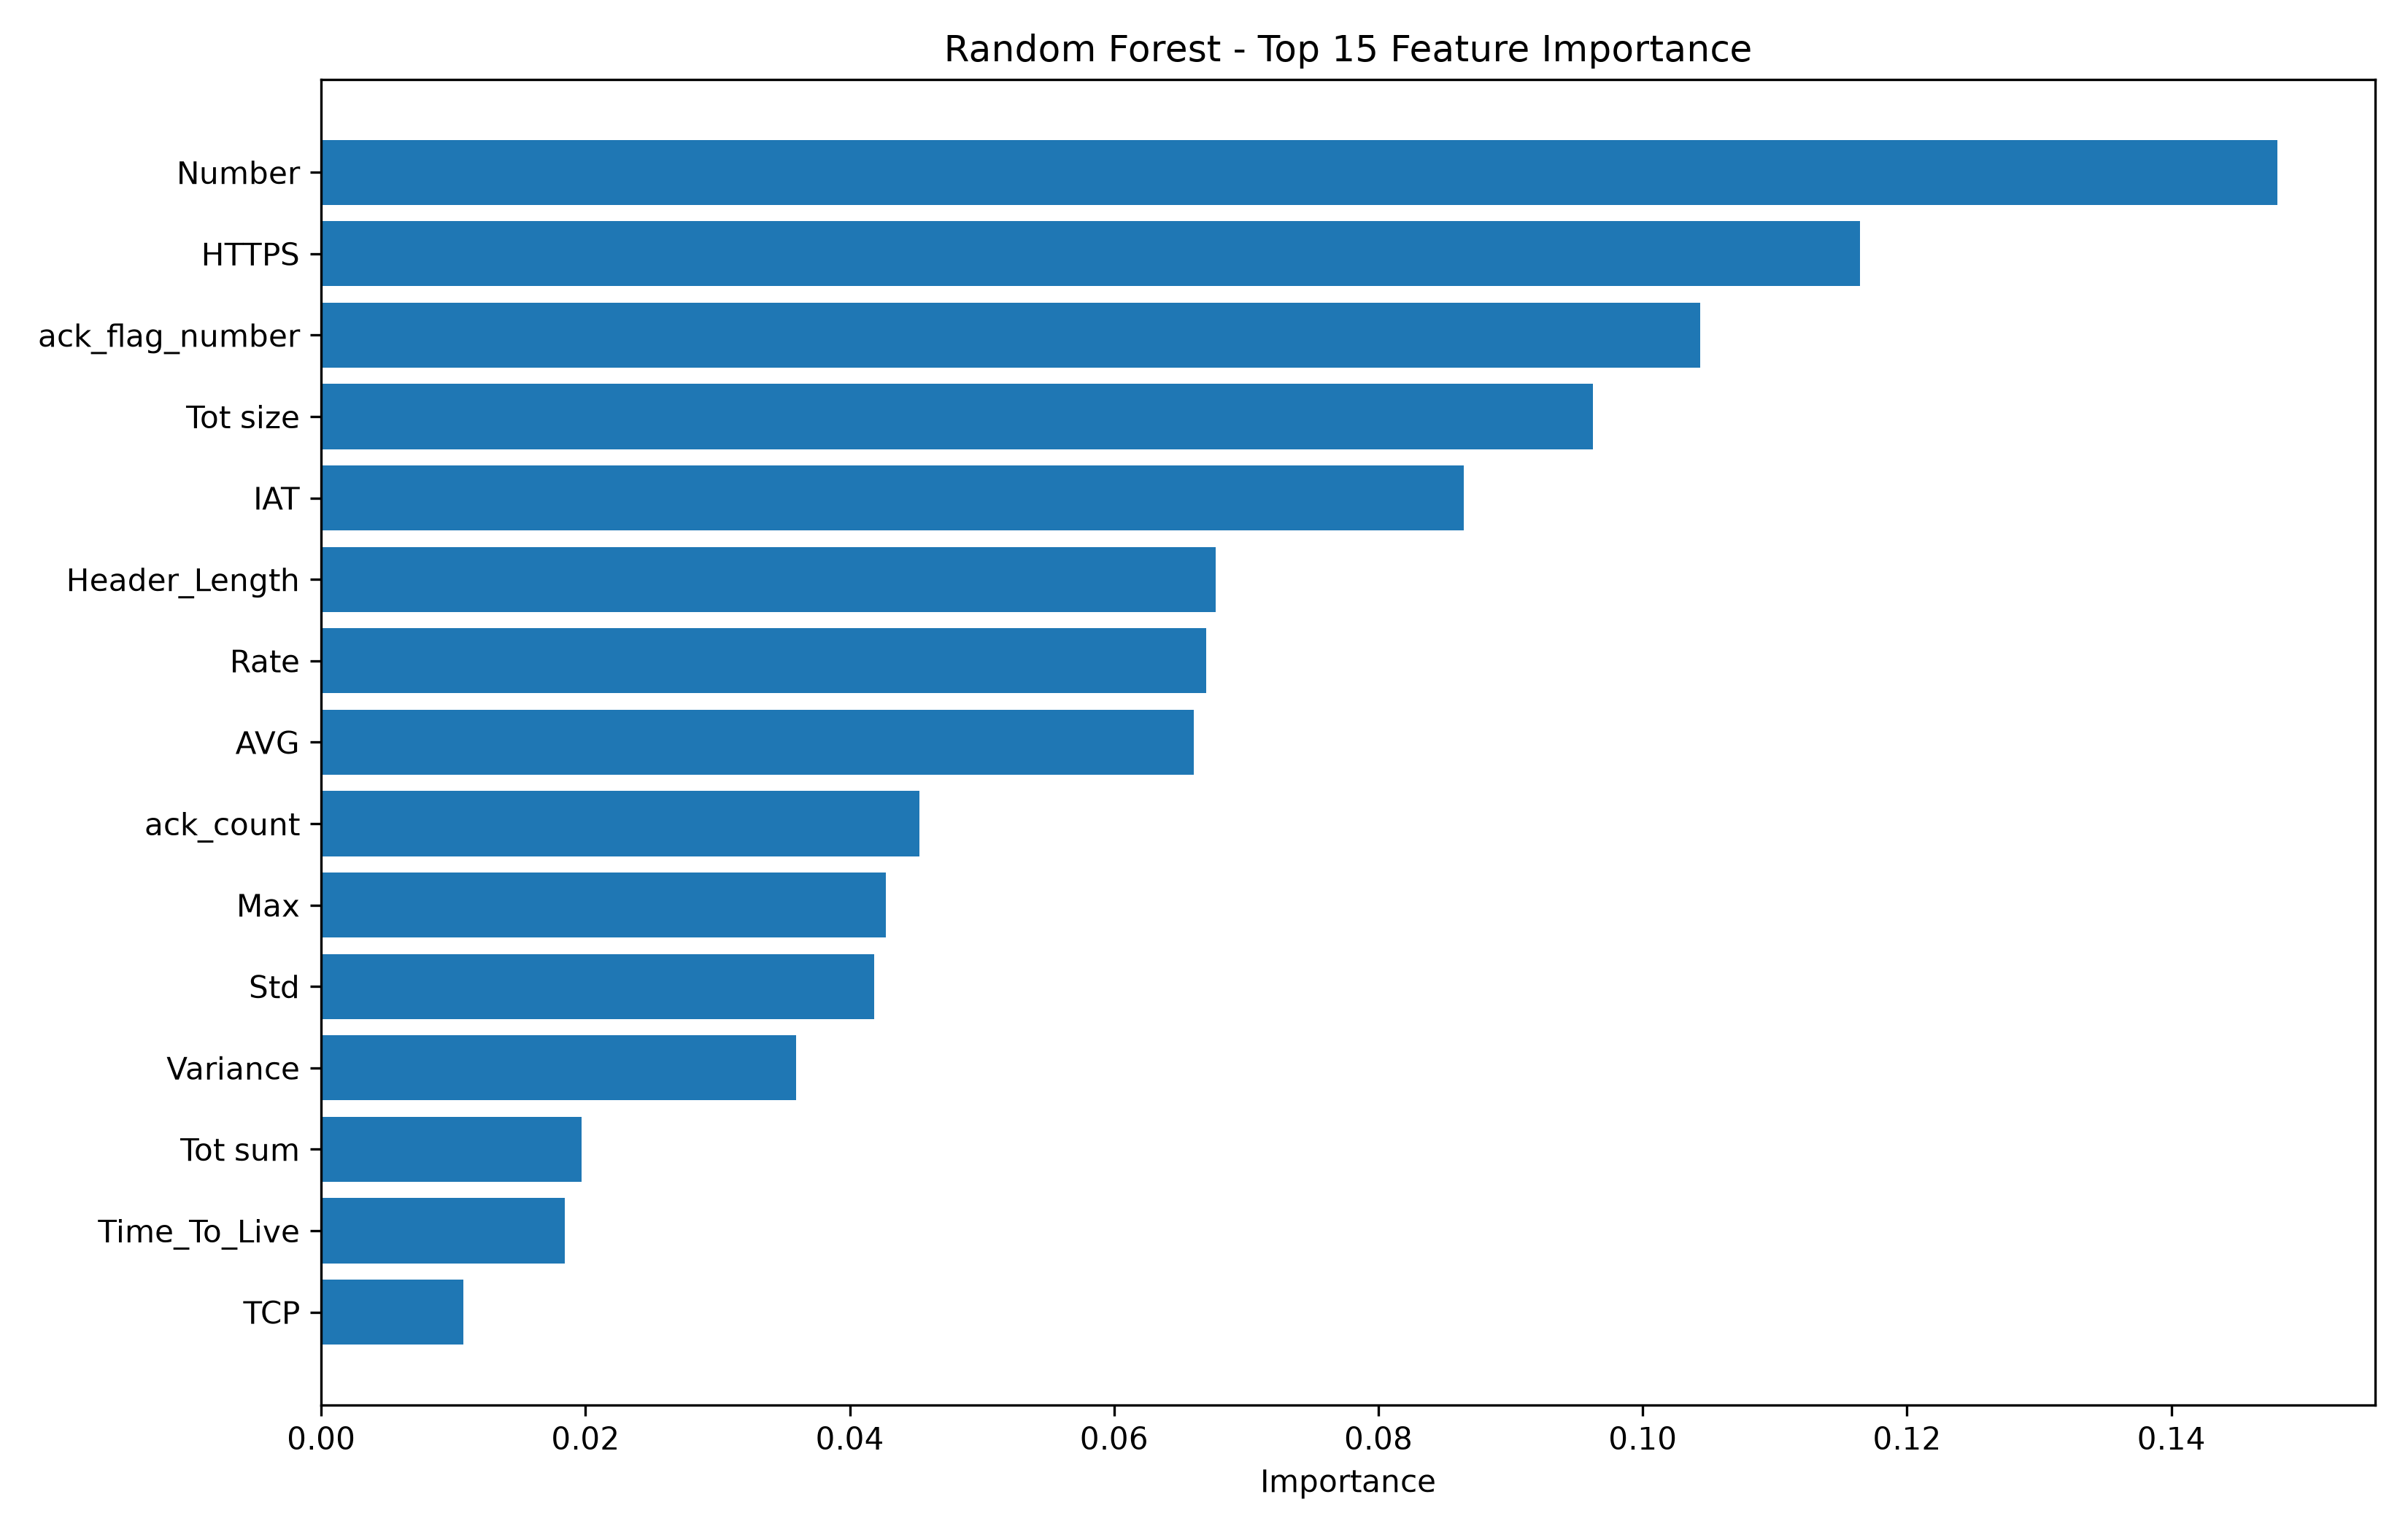 Random Forest - Top 15 Feature Importance
Number
HTTPS
ack_flag_number
Tot size
IAT
Header_Length
Rate
AVG
ack_count
Max
Std
Variance
Tot sum
Time_To_Live
TCP
0.00 0.02 0.04 0.06 0.08 0.10 0.12 0.14
Importance